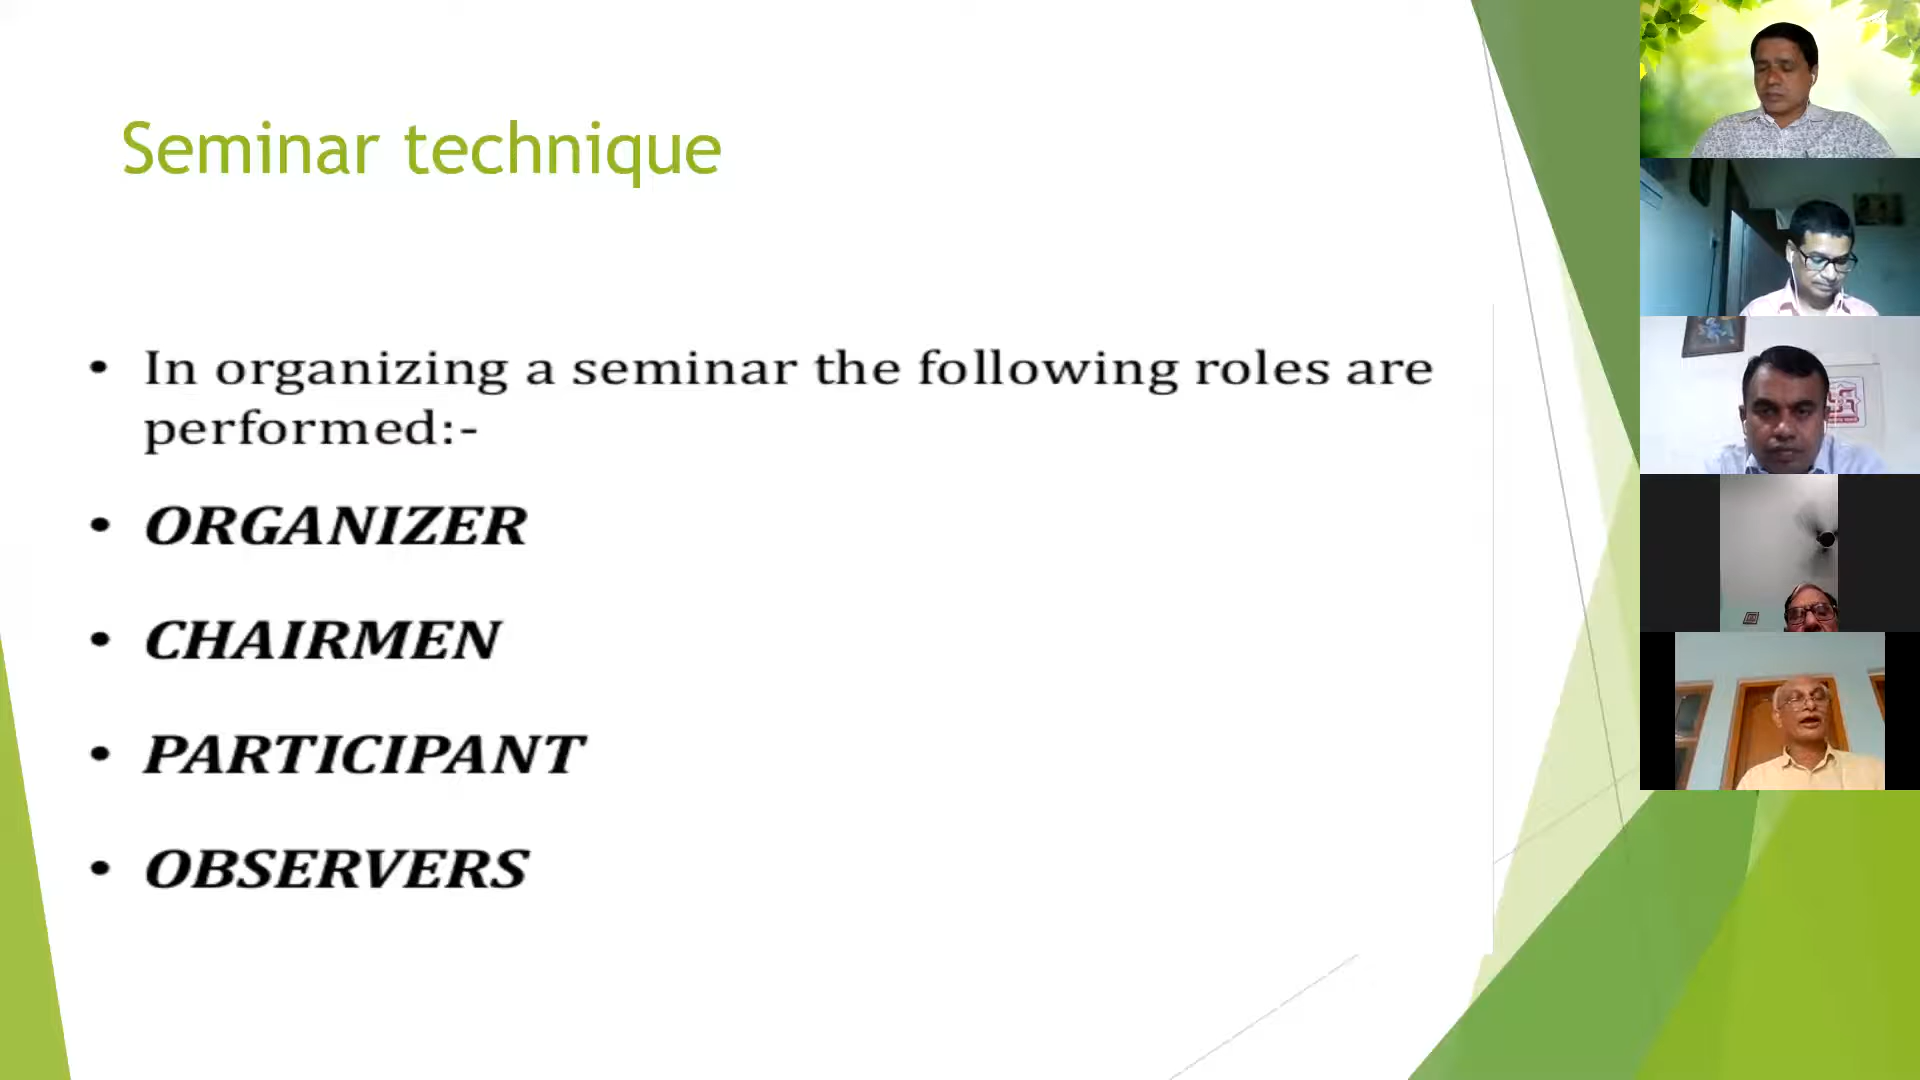 Seminar technique
• In organizing a seminar the following roles are
performed:-
• ORGANIZER
• CHAIRMEN
• PARTICIPANT
• OBSERVERS